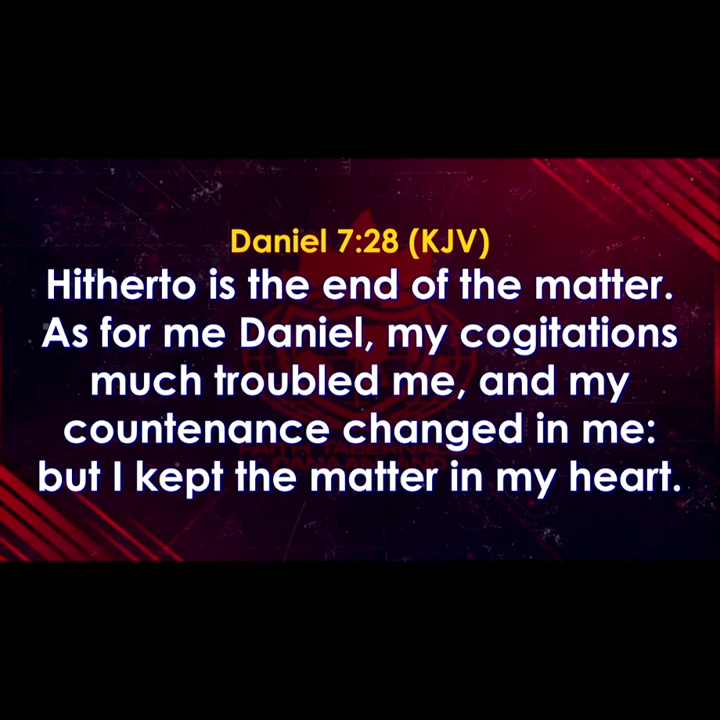 Daniel 7:28 (KJV)
Hitherto is the end of the matter.
As for me Daniel, my cogitations
much troubled me, and my
countenance changed in me:
but I kept the matter in my heart.